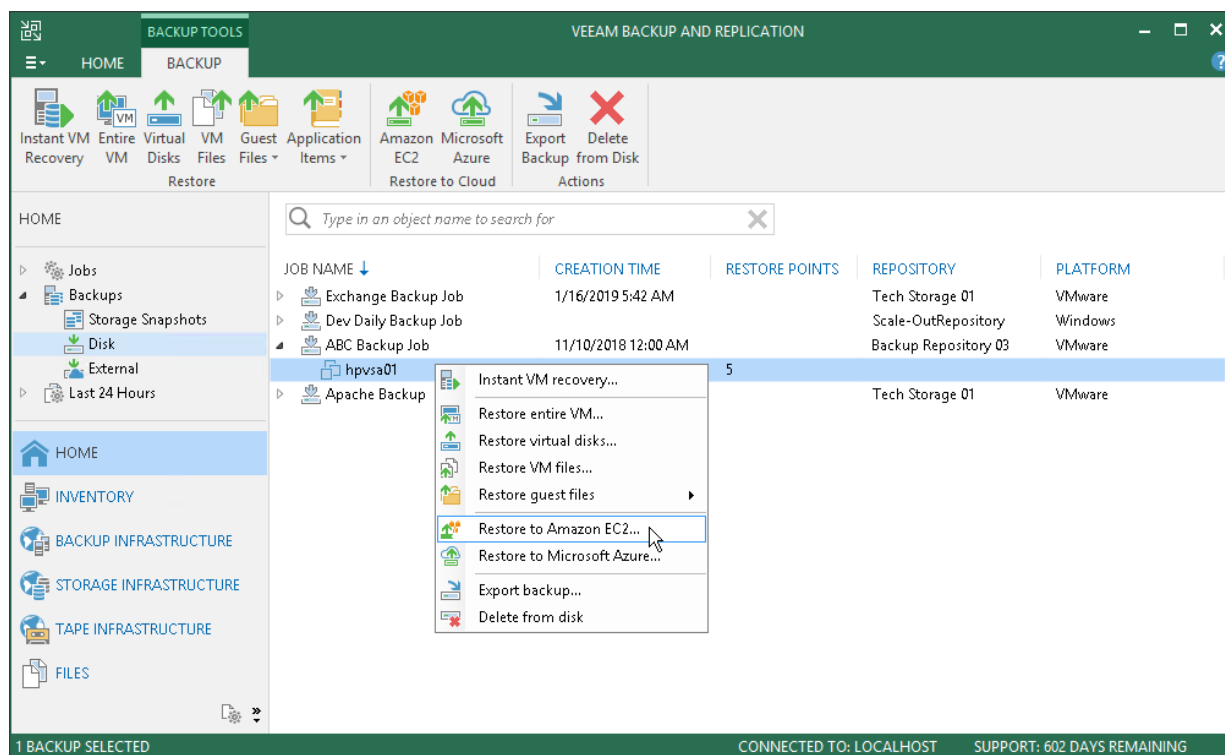 BACKUP TOOLS
VEEAM BACKUP AND REPLICATION
HOME BACKUP
Instant VM Recovery
Entire VM
Virtual Disks
VM Files
Guest Files
Application Items
Amazon EC2
Microsoft Azure
Export Backup
Delete from Disk
Restore
Restore to Cloud
Actions
HOME
Type in an object name to search for
Jobs
Backups
Storage Snapshots
Disk
External
Last 24 Hours
JOB NAME CREATION TIME RESTORE POINTS REPOSITORY PLATFORM
Exchange Backup Job 1/16/2019 5:42 AM Tech Storage 01 VMware
Dev Daily Backup Job Scale-OutRepository Windows
ABC Backup Job 11/10/2018 12:00 AM Backup Repository 03 VMware
hpvsa01 5
Apache Backup Tech Storage 01 VMware
Instant VM recovery...
Restore entire VM...
Restore virtual disks...
Restore VM files...
Restore guest files
Restore to Amazon EC2...
Restore to Microsoft Azure...
Export backup...
Delete from disk
HOME
INVENTORY
BACKUP INFRASTRUCTURE
STORAGE INFRASTRUCTURE
TAPE INFRASTRUCTURE
FILES
1 BACKUP SELECTED
CONNECTED TO: LOCALHOST
SUPPORT: 602 DAYS REMAINING